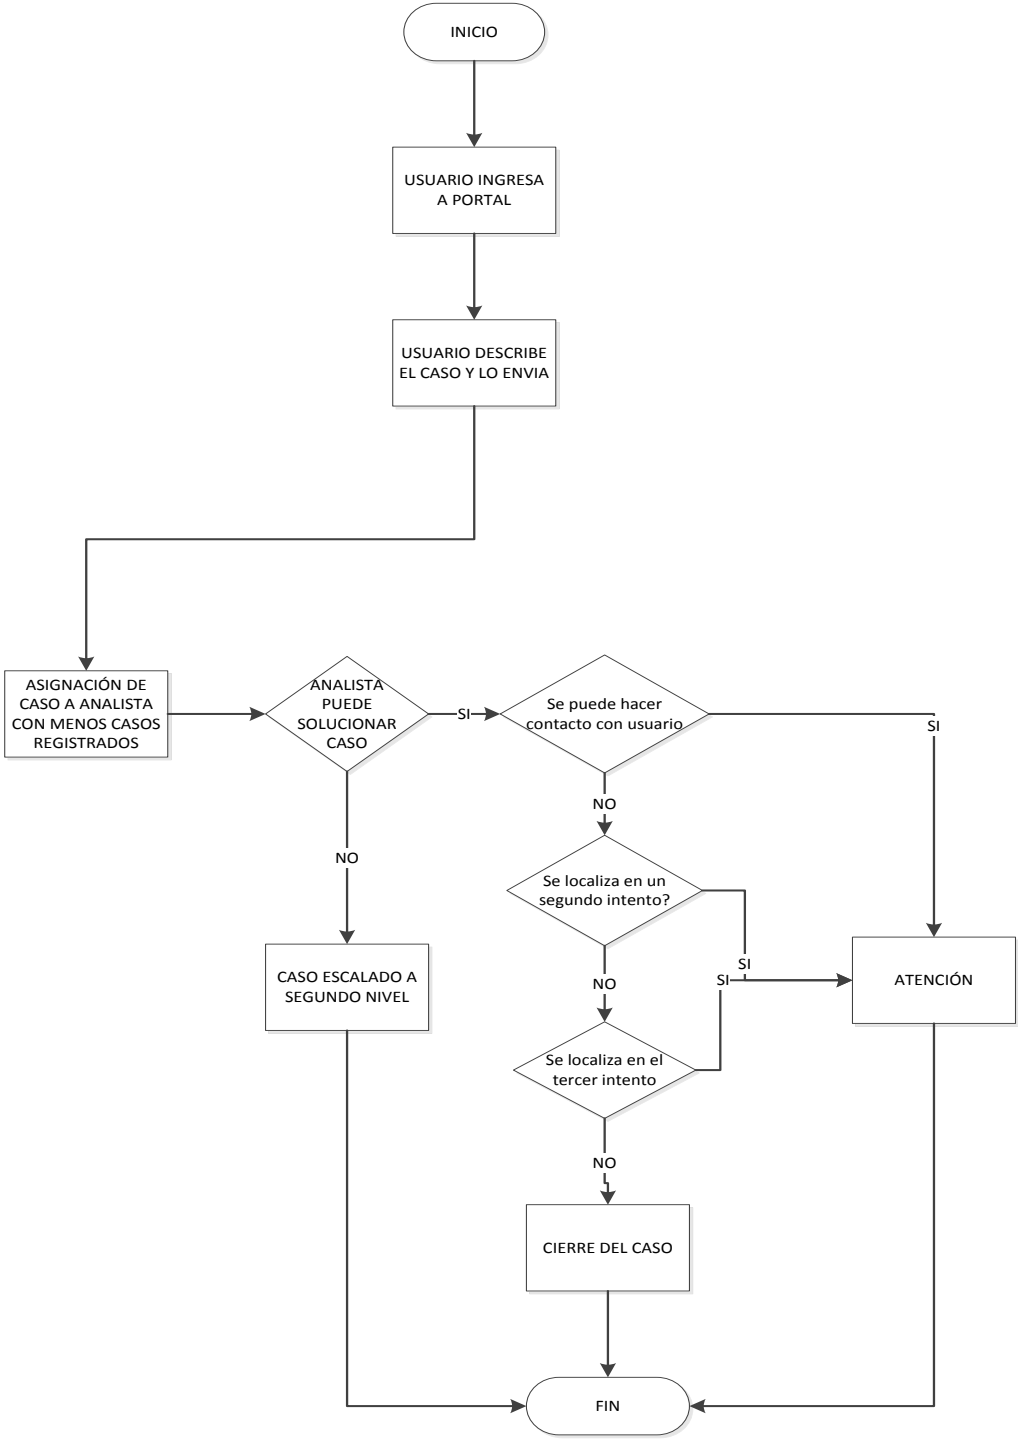 INICIO
USUARIO INGRESA
A PORTAL
USUARIO DESCRIBE
EL CASO Y LO ENVIA
ASIGNACIÓN DE
CASO A ANALISTA
CON MENOS CASOS
REGISTRADOS
ANALISTA
PUEDE
SOLUCIONAR
CASO
SI
Se puede hacer
contacto con usuario
SI
NO
NO
Se localiza en un
segundo intento?
SI
SI
NO
CASO ESCALADO A
SEGUNDO NIVEL
ATENCIÓN
Se localiza en el
tercer intento
NO
CIERRE DEL CASO
FIN